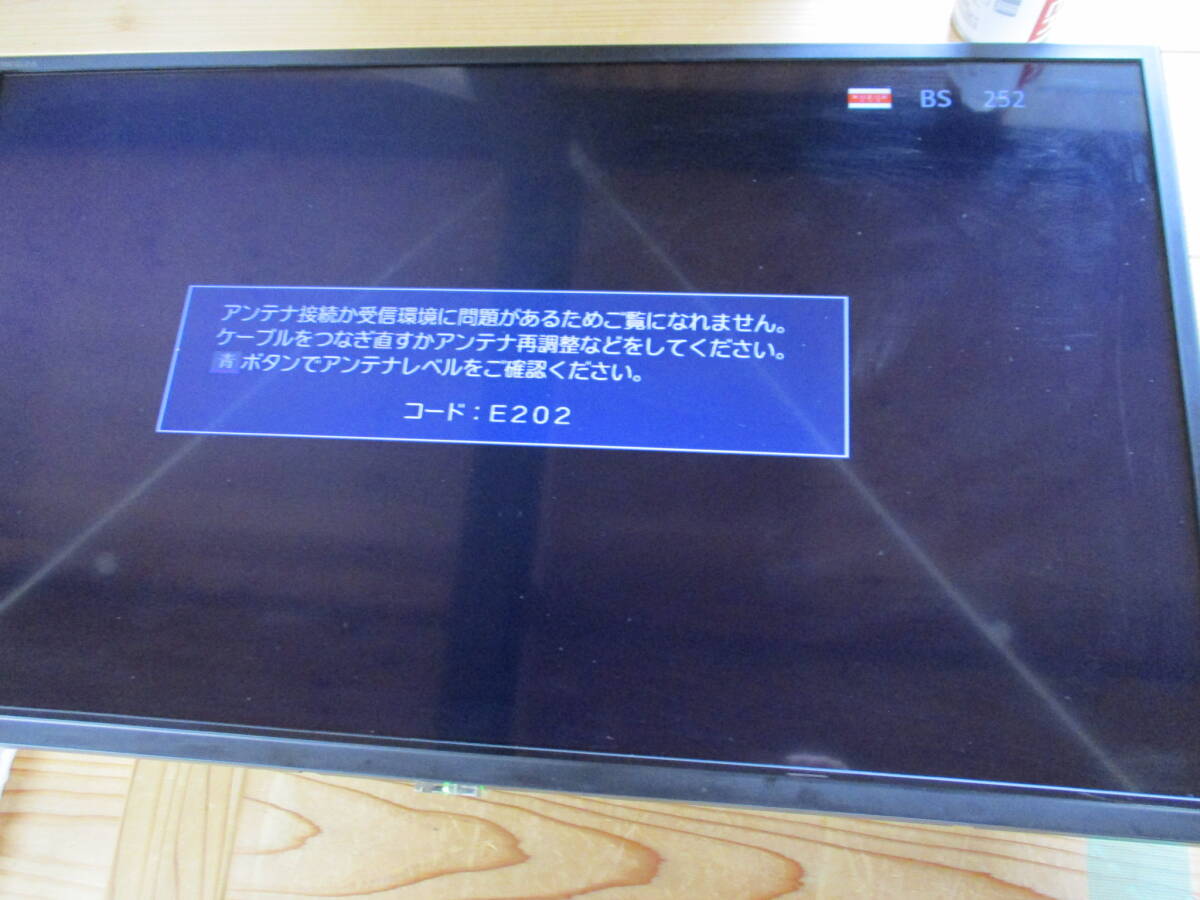 BS 252
アンテナ接続か受信環境に問題があるためご覧になれません。
ケーブルをつなぎ直すかアンテナ再調整などをしてください。
青 ボタンでアンテナレベルをご確認ください。
コード：E202